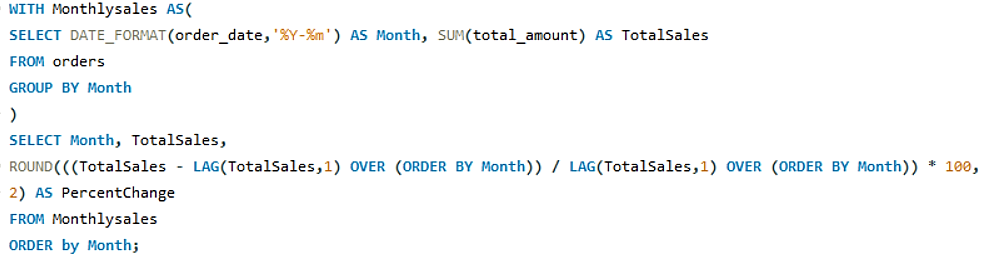 WITH Monthlysales AS(
SELECT DATE_FORMAT(order_date,'%Y-%m') AS Month, SUM(total_amount) AS TotalSales
FROM orders
GROUP BY Month
)
SELECT Month, TotalSales,
ROUND(((TotalSales - LAG(TotalSales,1) OVER (ORDER BY Month)) / LAG(TotalSales,1) OVER (ORDER BY Month)) * 100,
2) AS PercentChange
FROM Monthlysales
ORDER by Month;